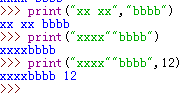 >>> print("xx xx","bbbb")
xx xx bbbb
>>> print("xxxx""bbbb")
xxxxbbbb
>>> print("xxxx""bbbb",12)
xxxxbbbb 12
>>>